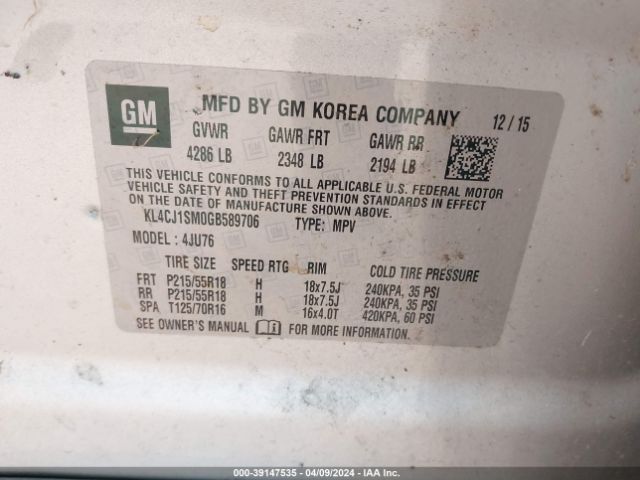 GM MFD BY GM KOREA COMPANY 12/15
GVWR GAWR FRT GAWR RR
4286 LB 2348 LB 2194 LB
THIS VEHICLE CONFORMS TO ALL APPLICABLE U.S. FEDERAL MOTOR
VEHICLE SAFETY AND THEFT PREVENTION STANDARDS IN EFFECT
ON THE DATE OF MANUFACTURE SHOWN ABOVE.
KL4CJ1SM0GB589706 TYPE: MPV
MODEL : 4JU76
TIRE SIZE SPEED RTG RIM COLD TIRE PRESSURE
FRT P215/55R18 H 18x7.5J 240KPA, 35 PSI
RR P215/55R18 H 18x7.5J 240KPA, 35 PSI
SPA T125/70R16 M 16x4.0T 420KPA, 60 PSI
SEE OWNER'S MANUAL FOR MORE INFORMATION.
000-39147535 - 04/09/2024 - IAA Inc.